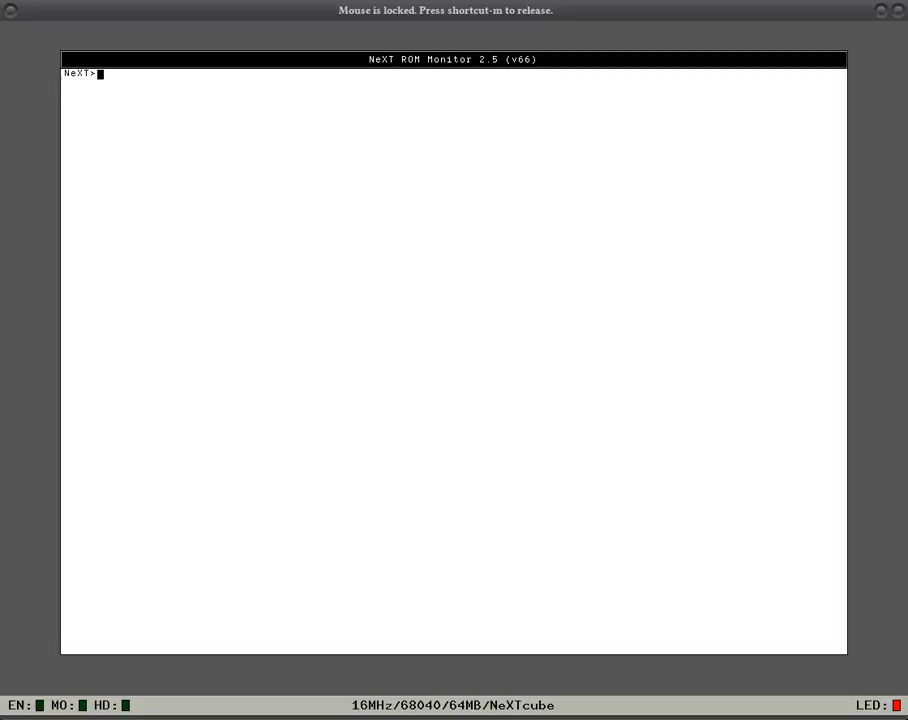 Mouse is locked. Press shortcut-m to release.
NeXT ROM Monitor 2.5 (v66)
NeXT>
EN: MO: HD: 16MHz/68040/64MB/NeXTcube LED: